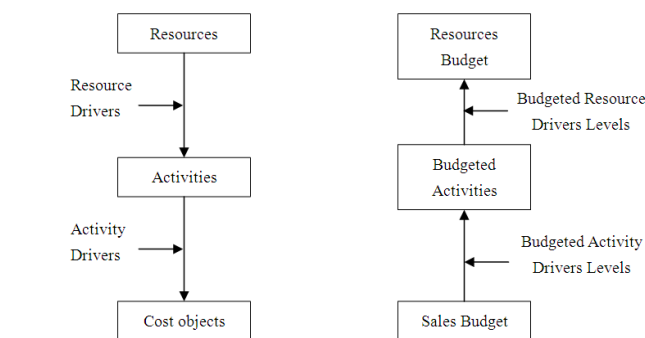 Resources
Resource
Drivers
Activities
Activity
Drivers
Cost objects
Resources
Budget
Budgeted Resource
Drivers Levels
Budgeted
Activities
Budgeted Activity
Drivers Levels
Sales Budget